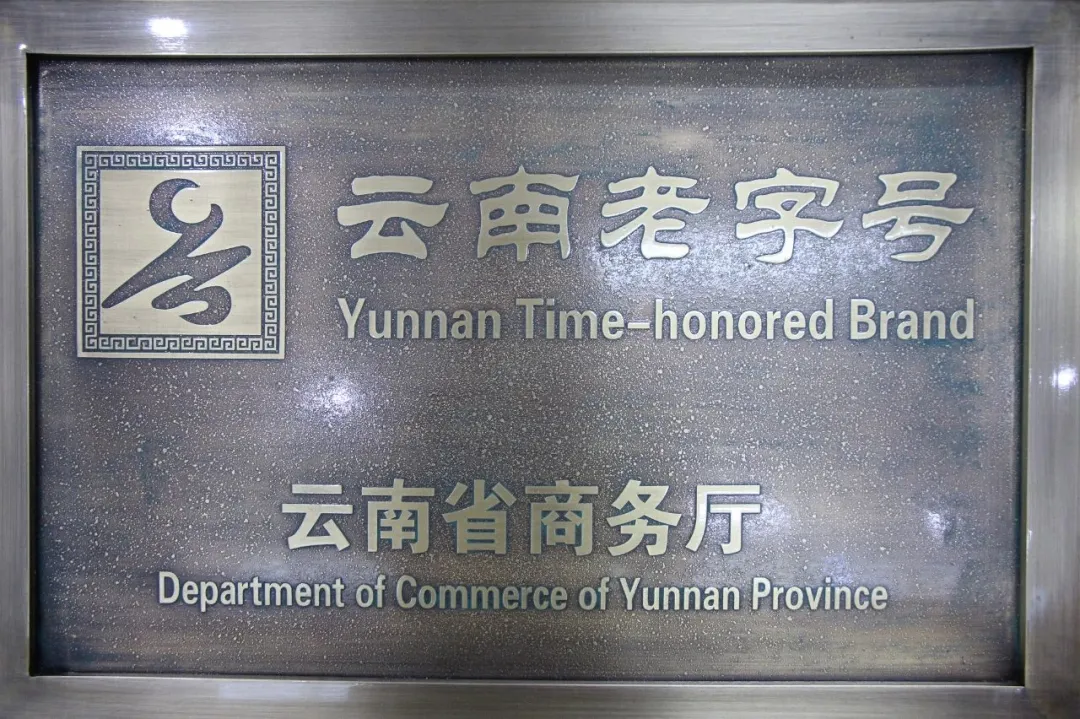 云南老字号
Yunnan Time-honored Brand
云南省商务厅
Department of Commerce of Yunnan Province